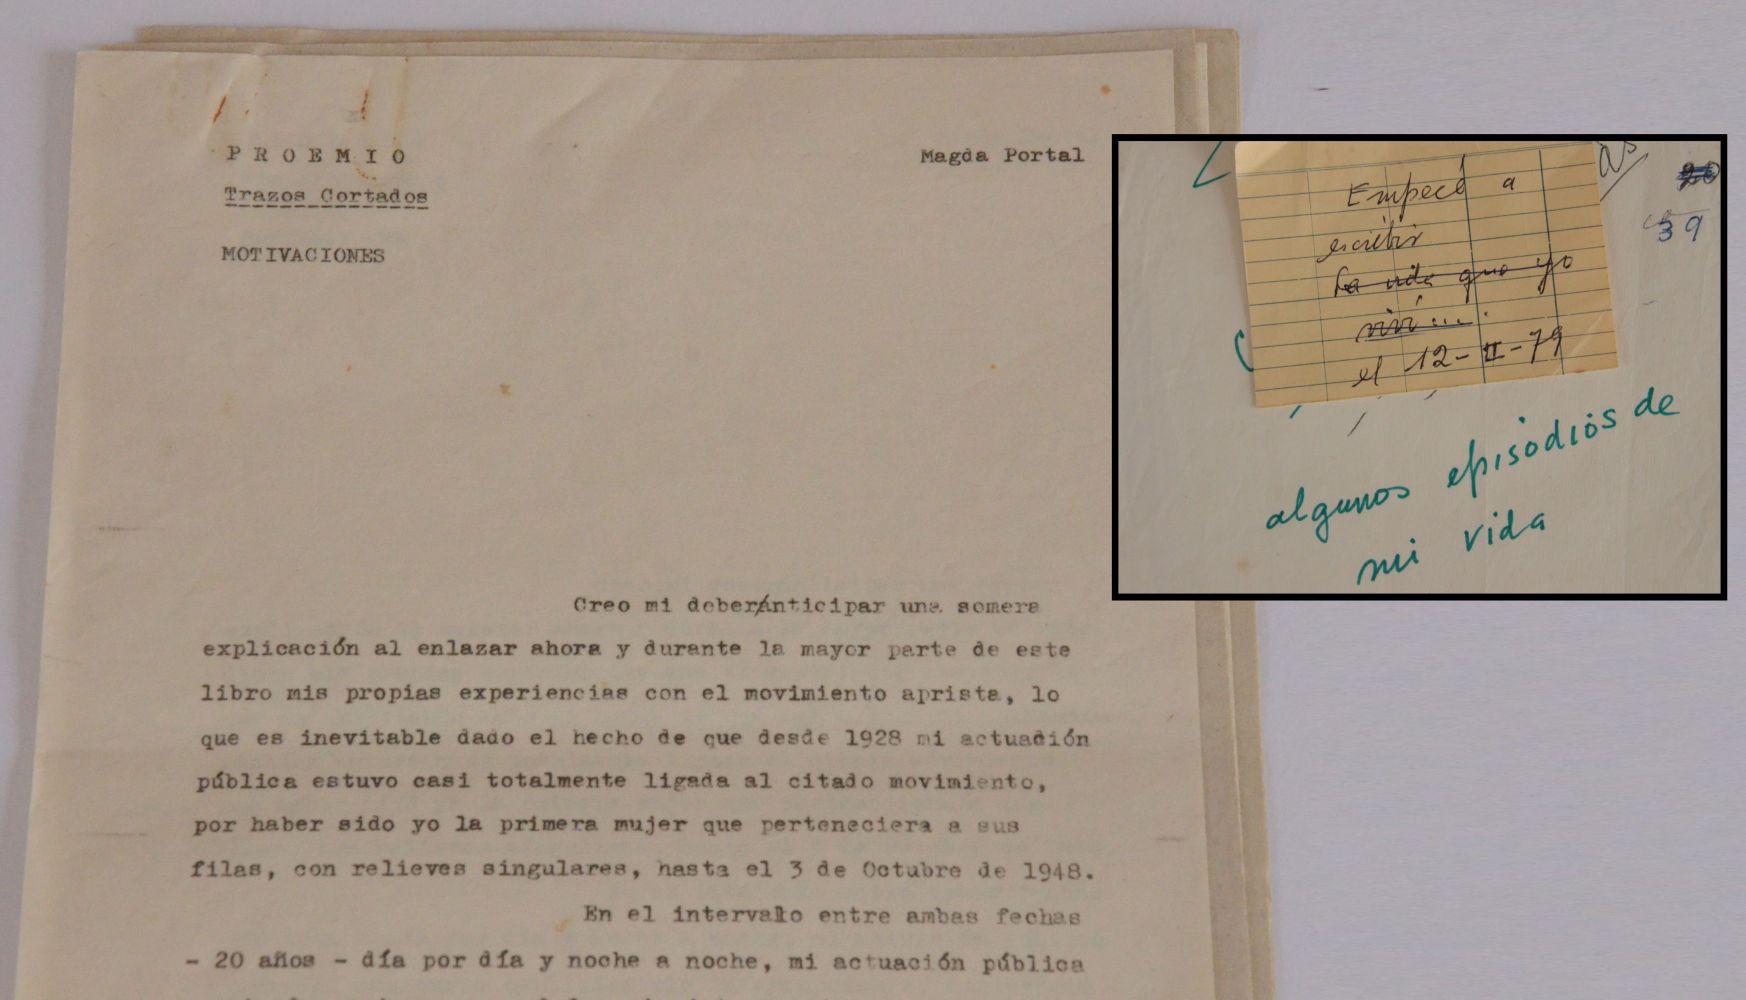 PROEMIO
Magda Portal
Trazos Cortados
MOTIVACIONES
Creo mi deber/anticipar una somera
explicación al enlazar ahora y durante la mayor parte de este
libro mis propias experiencias con el movimiento aprista, lo
que es inevitable dado el hecho de que desde 1928 mi actuación
pública estuvo casi totalmente ligada al citado movimiento,
por haber sido yo la primera mujer que perteneciera a sus
filas, con relieves singulares, hasta el 3 de Octubre de 1948.
En el intervalo entre ambas fechas
- 20 años - día por día y noche a noche, mi actuación pública
Empecé a
escribir
La vida que yo
viví....
el 12-II-79
39
algunos episodios de
mi vida